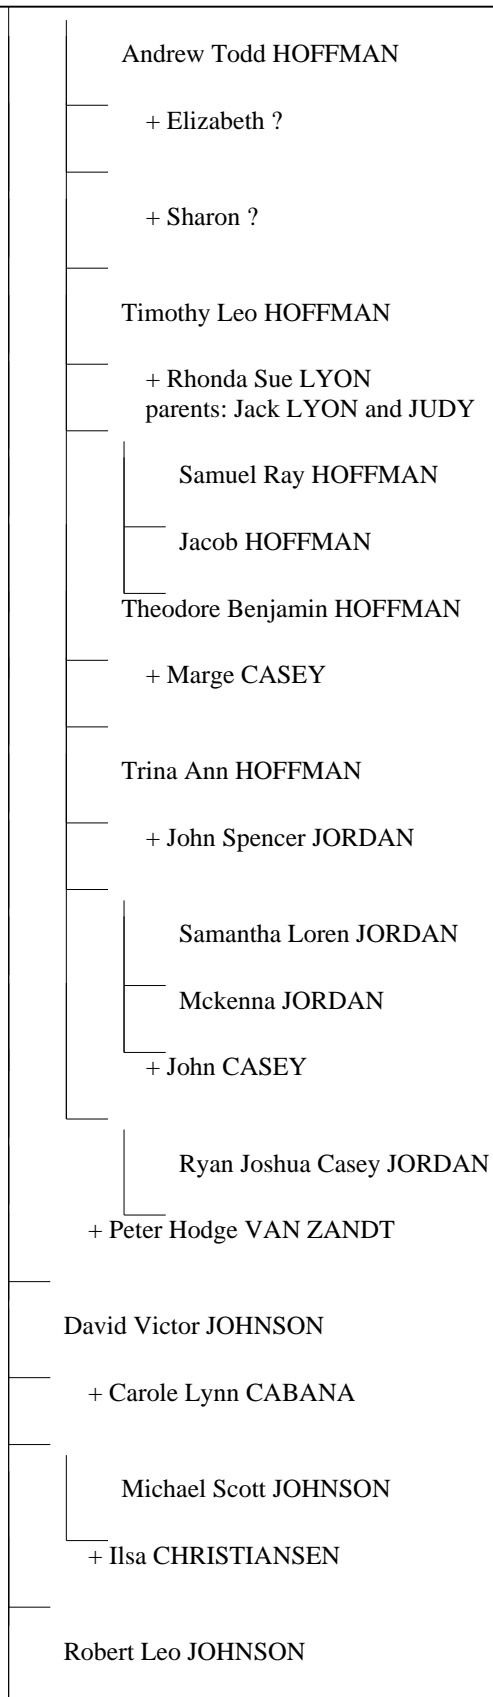 Andrew Todd HOFFMAN
+ Elizabeth ?
+ Sharon ?
Timothy Leo HOFFMAN
+ Rhonda Sue LYON
parents: Jack LYON and JUDY
Samuel Ray HOFFMAN
Jacob HOFFMAN
Theodore Benjamin HOFFMAN
+ Marge CASEY
Trina Ann HOFFMAN
+ John Spencer JORDAN
Samantha Loren JORDAN
Mckenna JORDAN
+ John CASEY
Ryan Joshua Casey JORDAN
+ Peter Hodge VAN ZANDT
David Victor JOHNSON
+ Carole Lynn CABANA
Michael Scott JOHNSON
+ Ilsa CHRISTIANSEN
Robert Leo JOHNSON